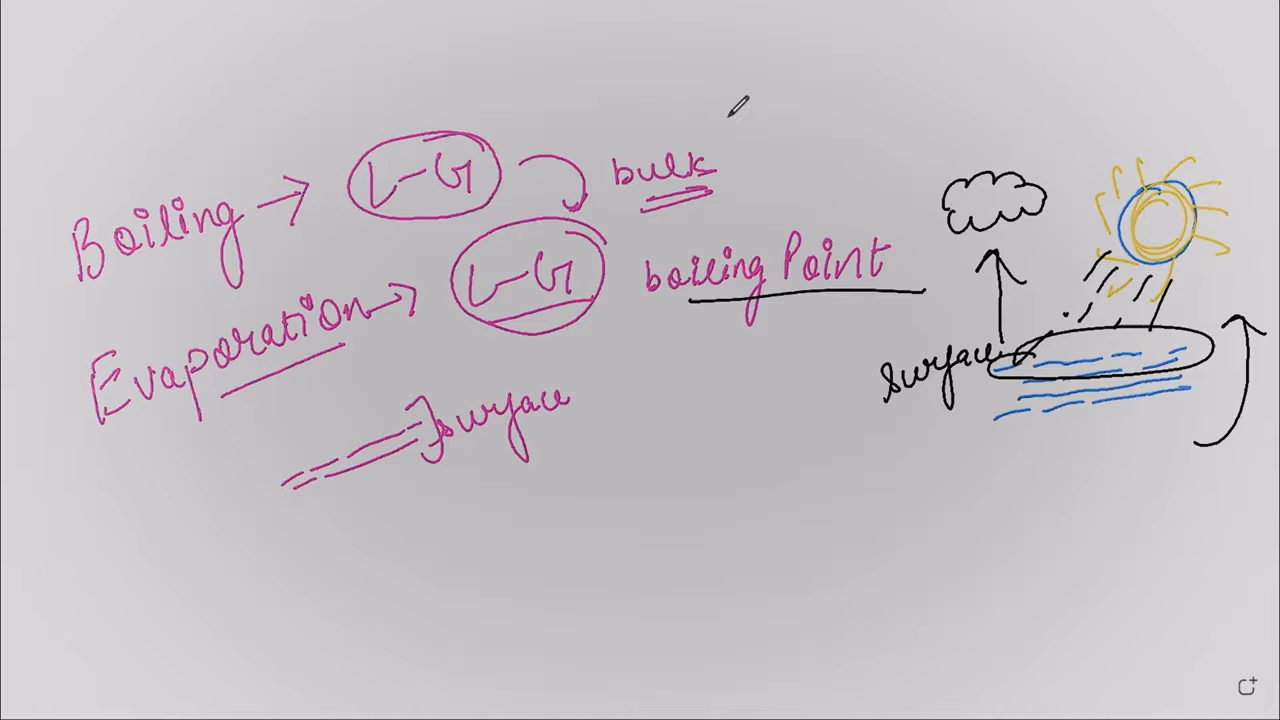 Boiling → L-G bulk
Evaporation → L-G boiling Point
surface
Surface